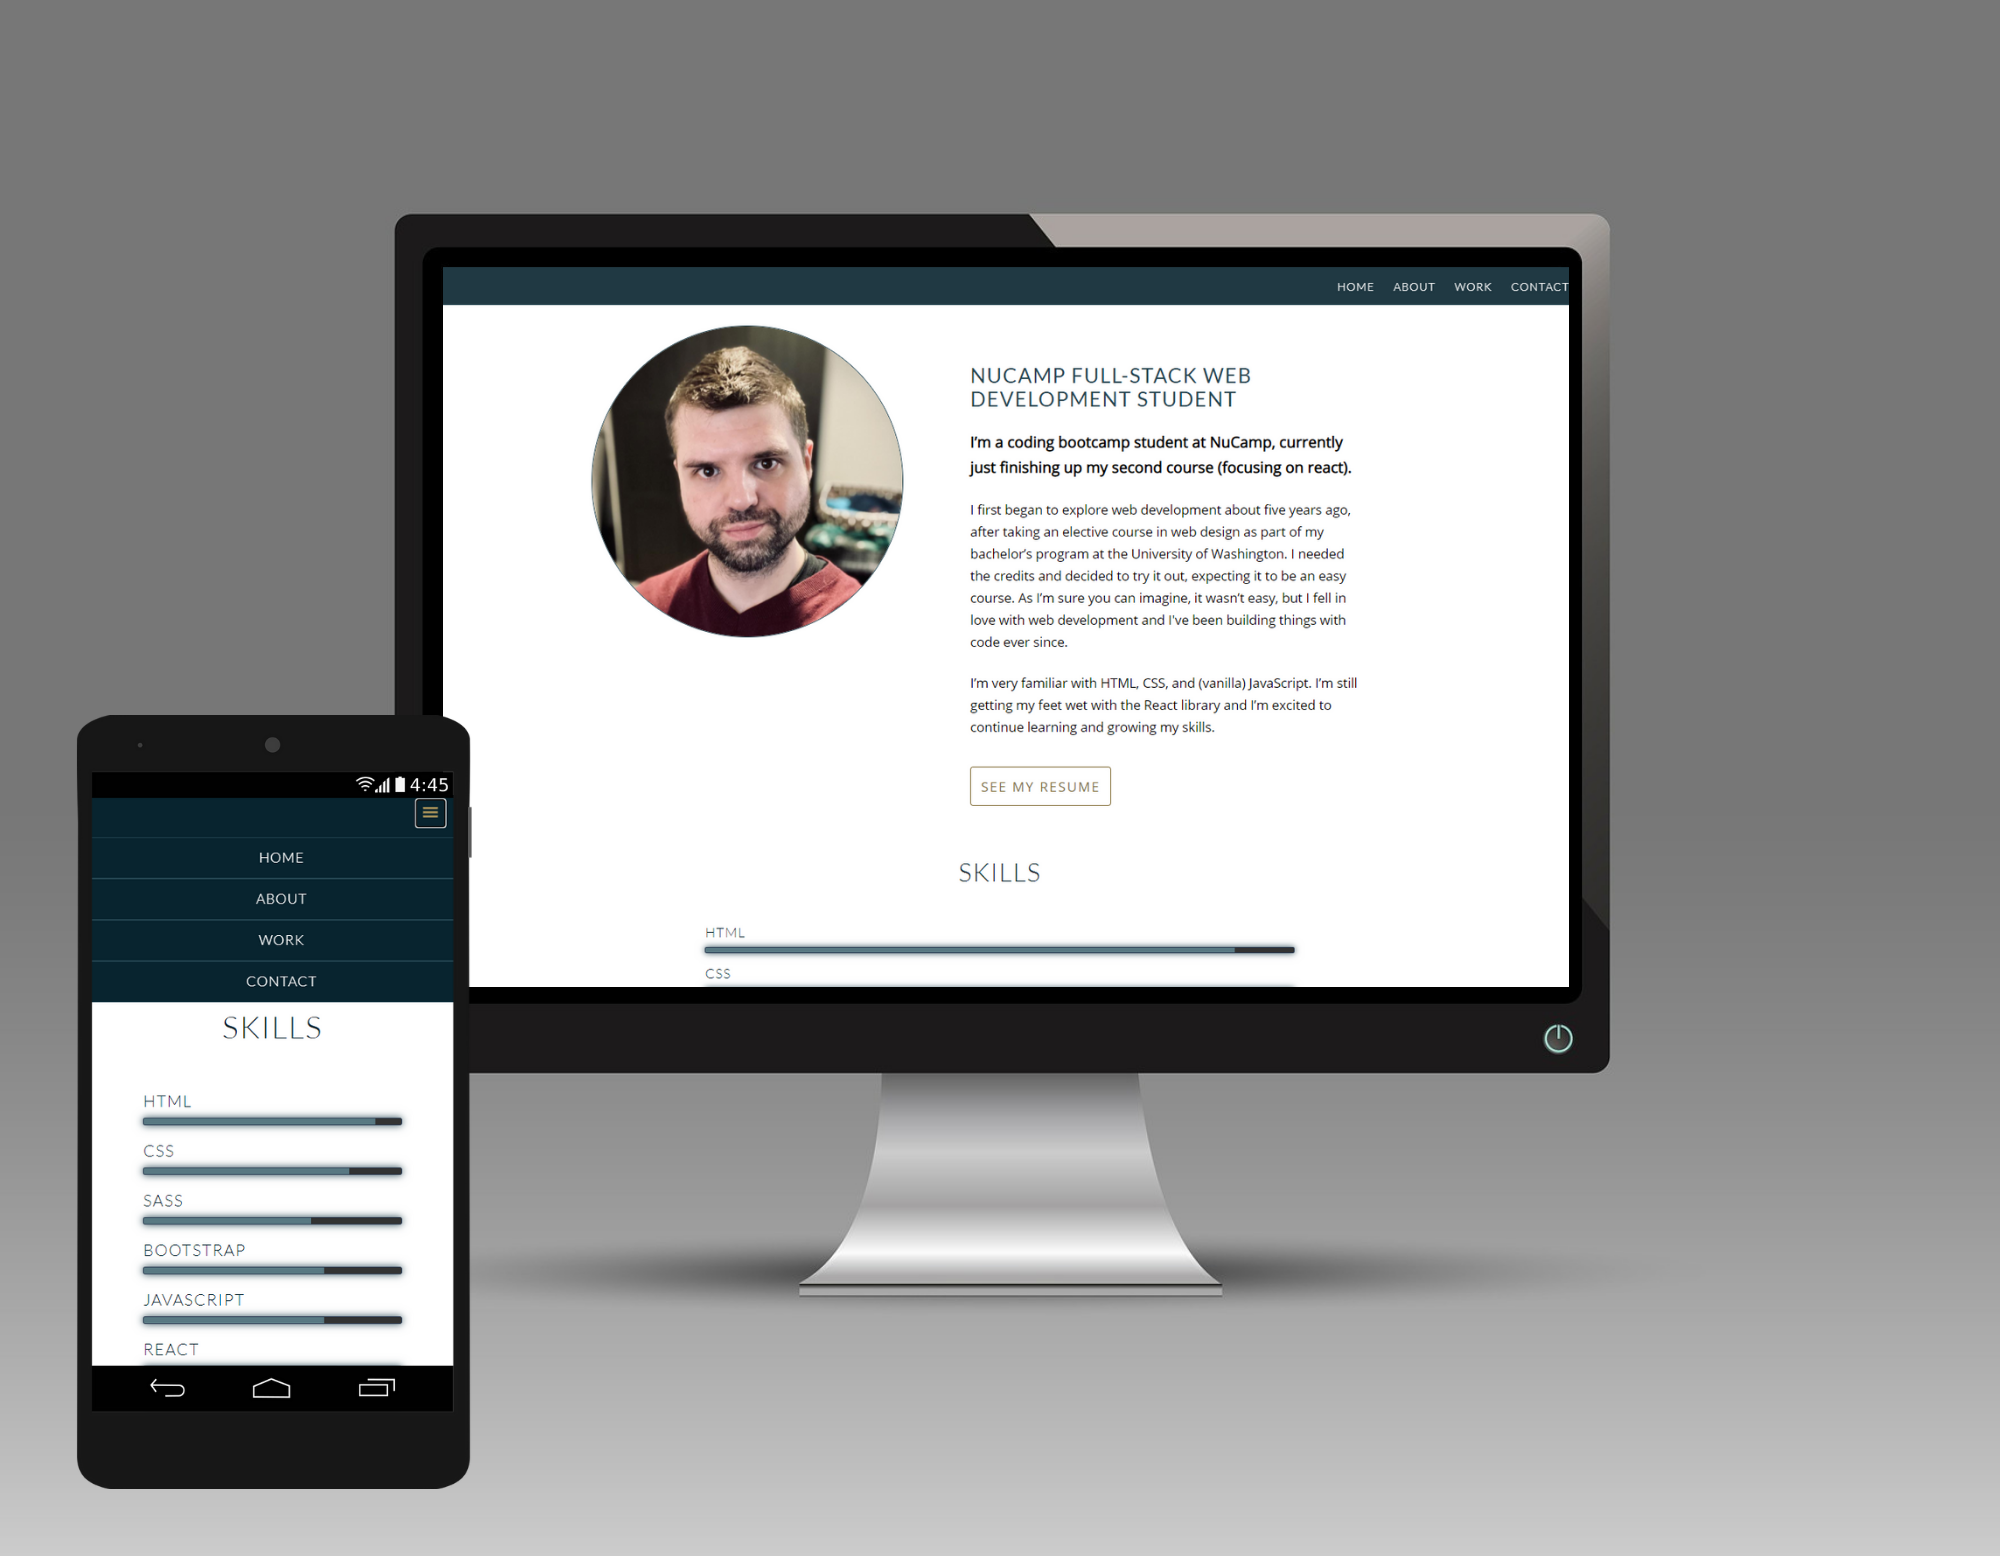 HOME ABOUT WORK CONTACT
NUCAMP FULL-STACK WEB
DEVELOPMENT STUDENT
I’m a coding bootcamp student at NuCamp, currently
just finishing up my second course (focusing on react).
I first began to explore web development about five years ago,
after taking an elective course in web design as part of my
bachelor’s program at the University of Washington. I needed
the credits and decided to try it out, expecting it to be an easy
course. As I’m sure you can imagine, it wasn’t easy, but I fell in
love with web development and I've been building things with
code ever since.
I’m very familiar with HTML, CSS, and (vanilla) JavaScript. I’m still
getting my feet wet with the React library and I’m excited to
continue learning and growing my skills.
SEE MY RESUME
SKILLS
HTML
CSS
4:45
HOME
ABOUT
WORK
CONTACT
SKILLS
HTML
CSS
SASS
BOOTSTRAP
JAVASCRIPT
REACT